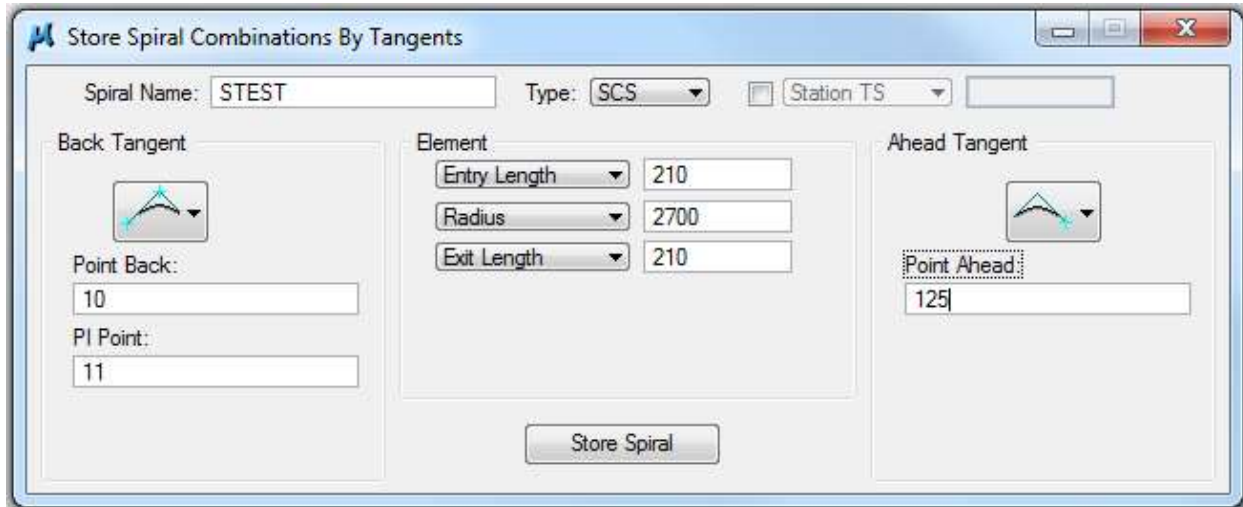 Store Spiral Combinations By Tangents
Spiral Name: STEST Type: SCS Station TS
Back Tangent
Point Back:
10
PI Point:
11
Element
Entry Length 210
Radius 2700
Exit Length 210
Store Spiral
Ahead Tangent
Point Ahead:
125